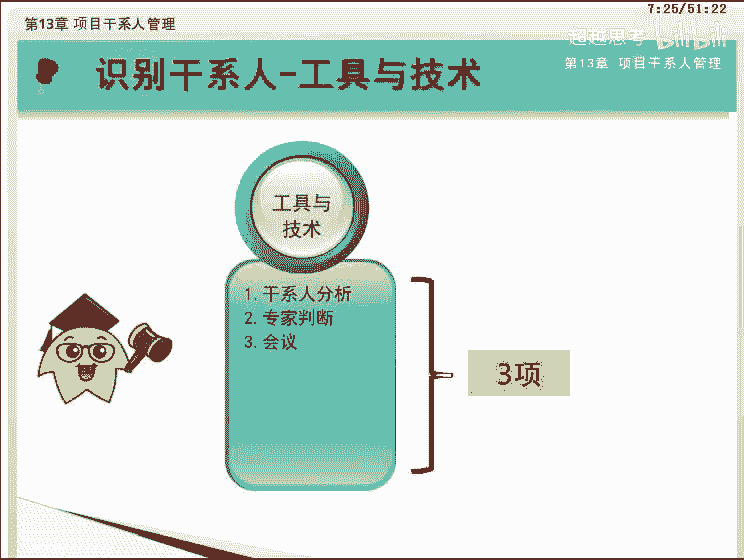 7:25/51:22
第13章 项目干系人管理
超越思考 bilibili
识别干系人-工具与技术
第13章 项目干系人管理
工具与
技术
1. 干系人分析
2. 专家判断
3. 会议
3项